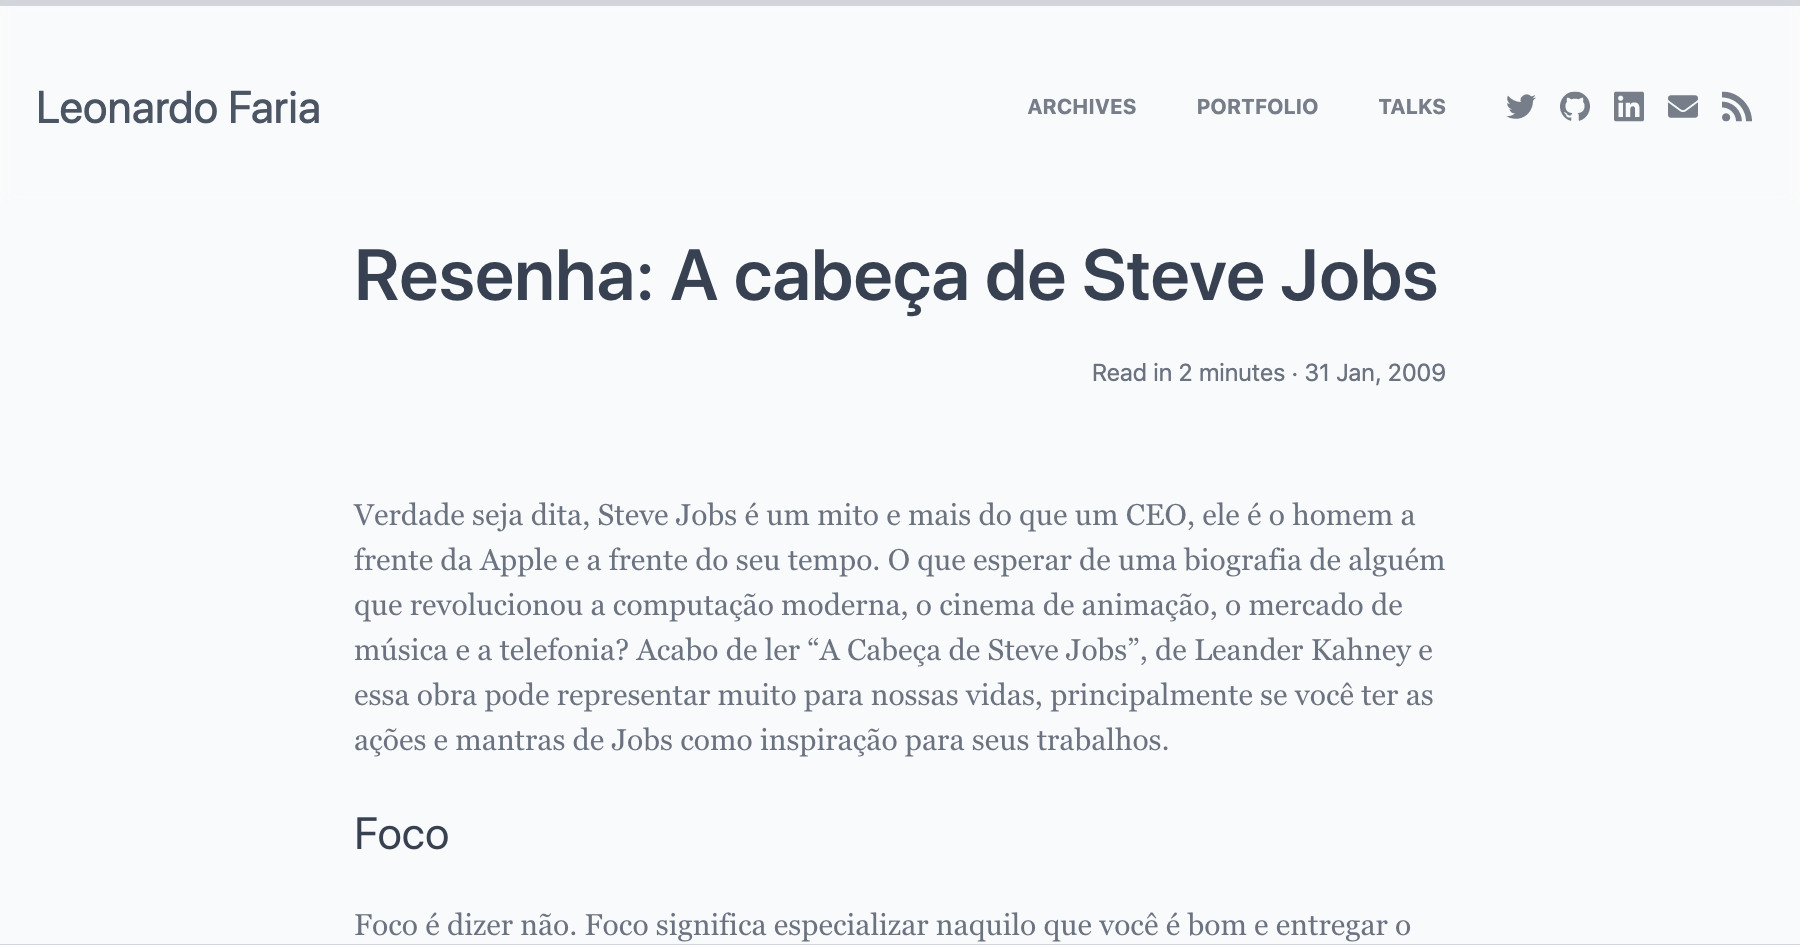 Leonardo Faria
ARCHIVES PORTFOLIO TALKS
Resenha: A cabeça de Steve Jobs
Read in 2 minutes · 31 Jan, 2009
Verdade seja dita, Steve Jobs é um mito e mais do que um CEO, ele é o homem a
frente da Apple e a frente do seu tempo. O que esperar de uma biografia de alguém
que revolucionou a computação moderna, o cinema de animação, o mercado de
música e a telefonia? Acabo de ler “A Cabeça de Steve Jobs”, de Leander Kahney e
essa obra pode representar muito para nossas vidas, principalmente se você ter as
ações e mantras de Jobs como inspiração para seus trabalhos.
Foco
Foco é dizer não. Foco significa especializar naquilo que você é bom e entregar o